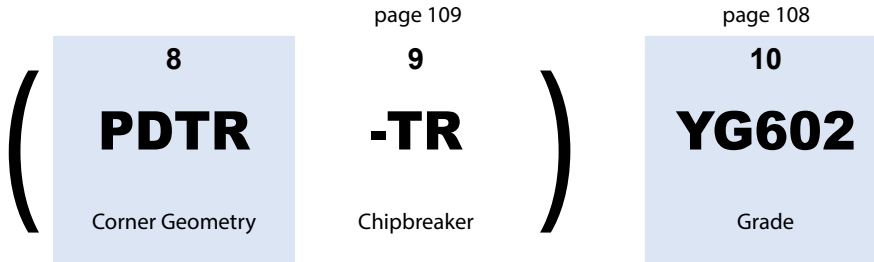 page 109 page 108
8 9 10
( PDTR -TR ) YG602
Corner Geometry Chipbreaker Grade